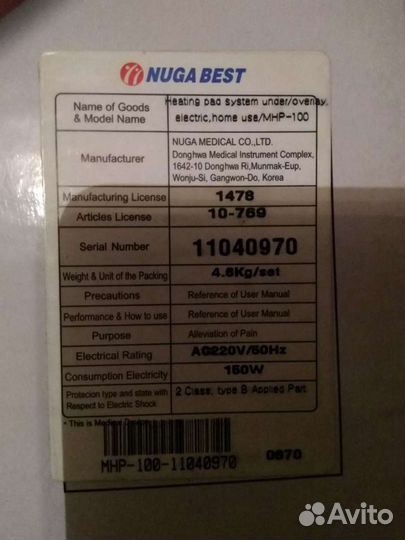 NUGA BEST
Name of Goods & Model Name
Heating pad system under/overlay, electric,home use/MHP-100
Manufacturer
NUGA MEDICAL CO.,LTD.
Donghwa Medical Instrument Complex,
1642-10 Donghwa Ri,Munmak-Eup,
Wonju-Si, Gangwon-Do, Korea
Manufacturing License 1478
Articles License 10-769
Serial Number 11040970
Weight & Unit of the Packing 4.6Kg/set
Precautions Reference of User Manual
Performance & How to use Reference of User Manual
Purpose Alleviation of Pain
Electrical Rating AC220V/50Hz
Consumption Electricity 150W
Protecion type and state with Respect to Electric Shock
2 Class, type B Applied Part
* This is Medical
MHP-100-11040970
0670
Avito